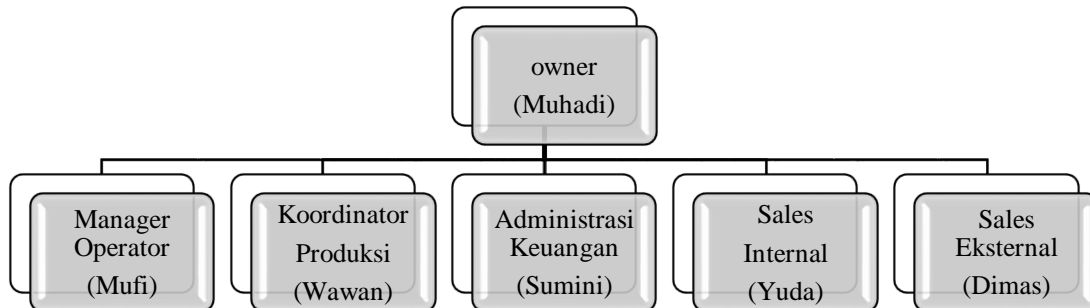 owner
(Muhadi)
Manager
Operator
(Mufi)
Koordinator
Produksi
(Wawan)
Administrasi
Keuangan
(Sumini)
Sales
Internal
(Yuda)
Sales
Eksternal
(Dimas)